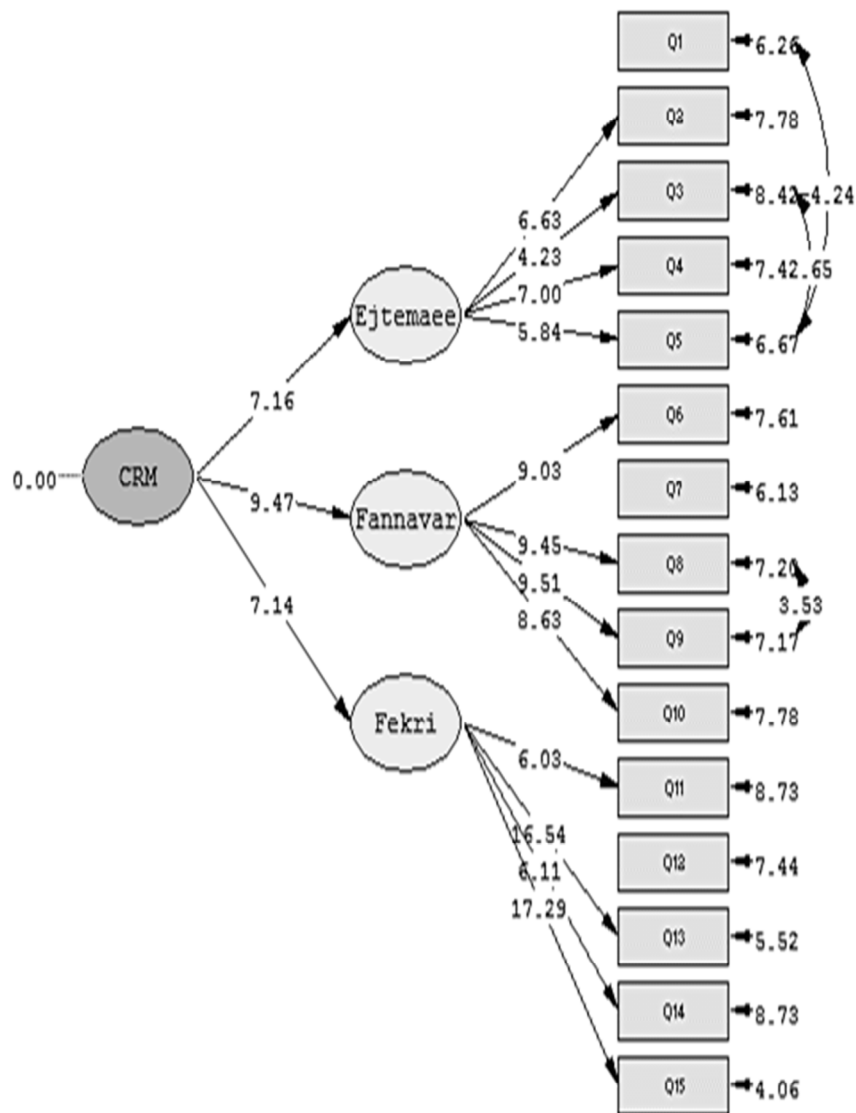 Q1 6.26
Q2 7.78
Q3 8.42 -4.24
6.63
4.23
Q4 7.42 .65
7.00
Ejtemaee
5.84
Q5 6.67
7.16
Q6 7.61
9.03
0.00 CRM
9.47
Q7 6.13
Fannavar
9.45
Q8 7.20
9.51
3.53
8.63
Q9 7.17
7.14
Q10 7.78
Fekri
6.03
Q11 8.73
16.54
6.11
Q12 7.44
17.29
Q13 5.52
Q14 8.73
Q15 4.06